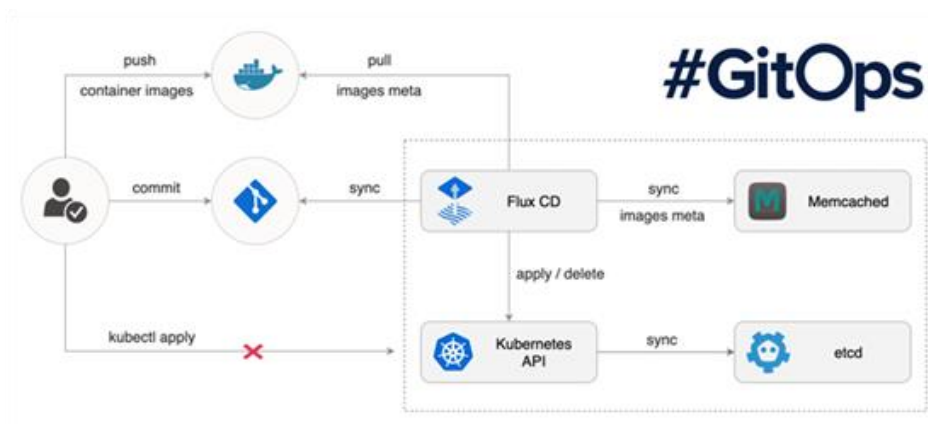 #GitOps
push
container images
pull
images meta
commit
sync
Flux CD
sync
images meta
Memcached
apply / delete
kubectl apply
Kubernetes
API
sync
etcd